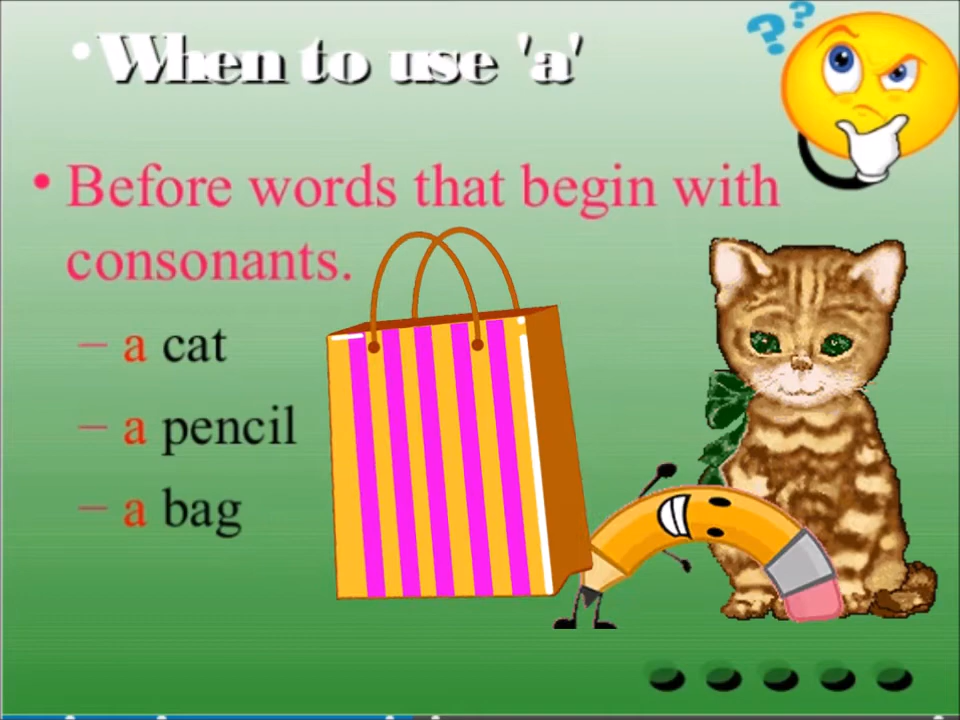 •When to use 'a'
• Before words that begin with
consonants.
– a cat
– a pencil
– a bag